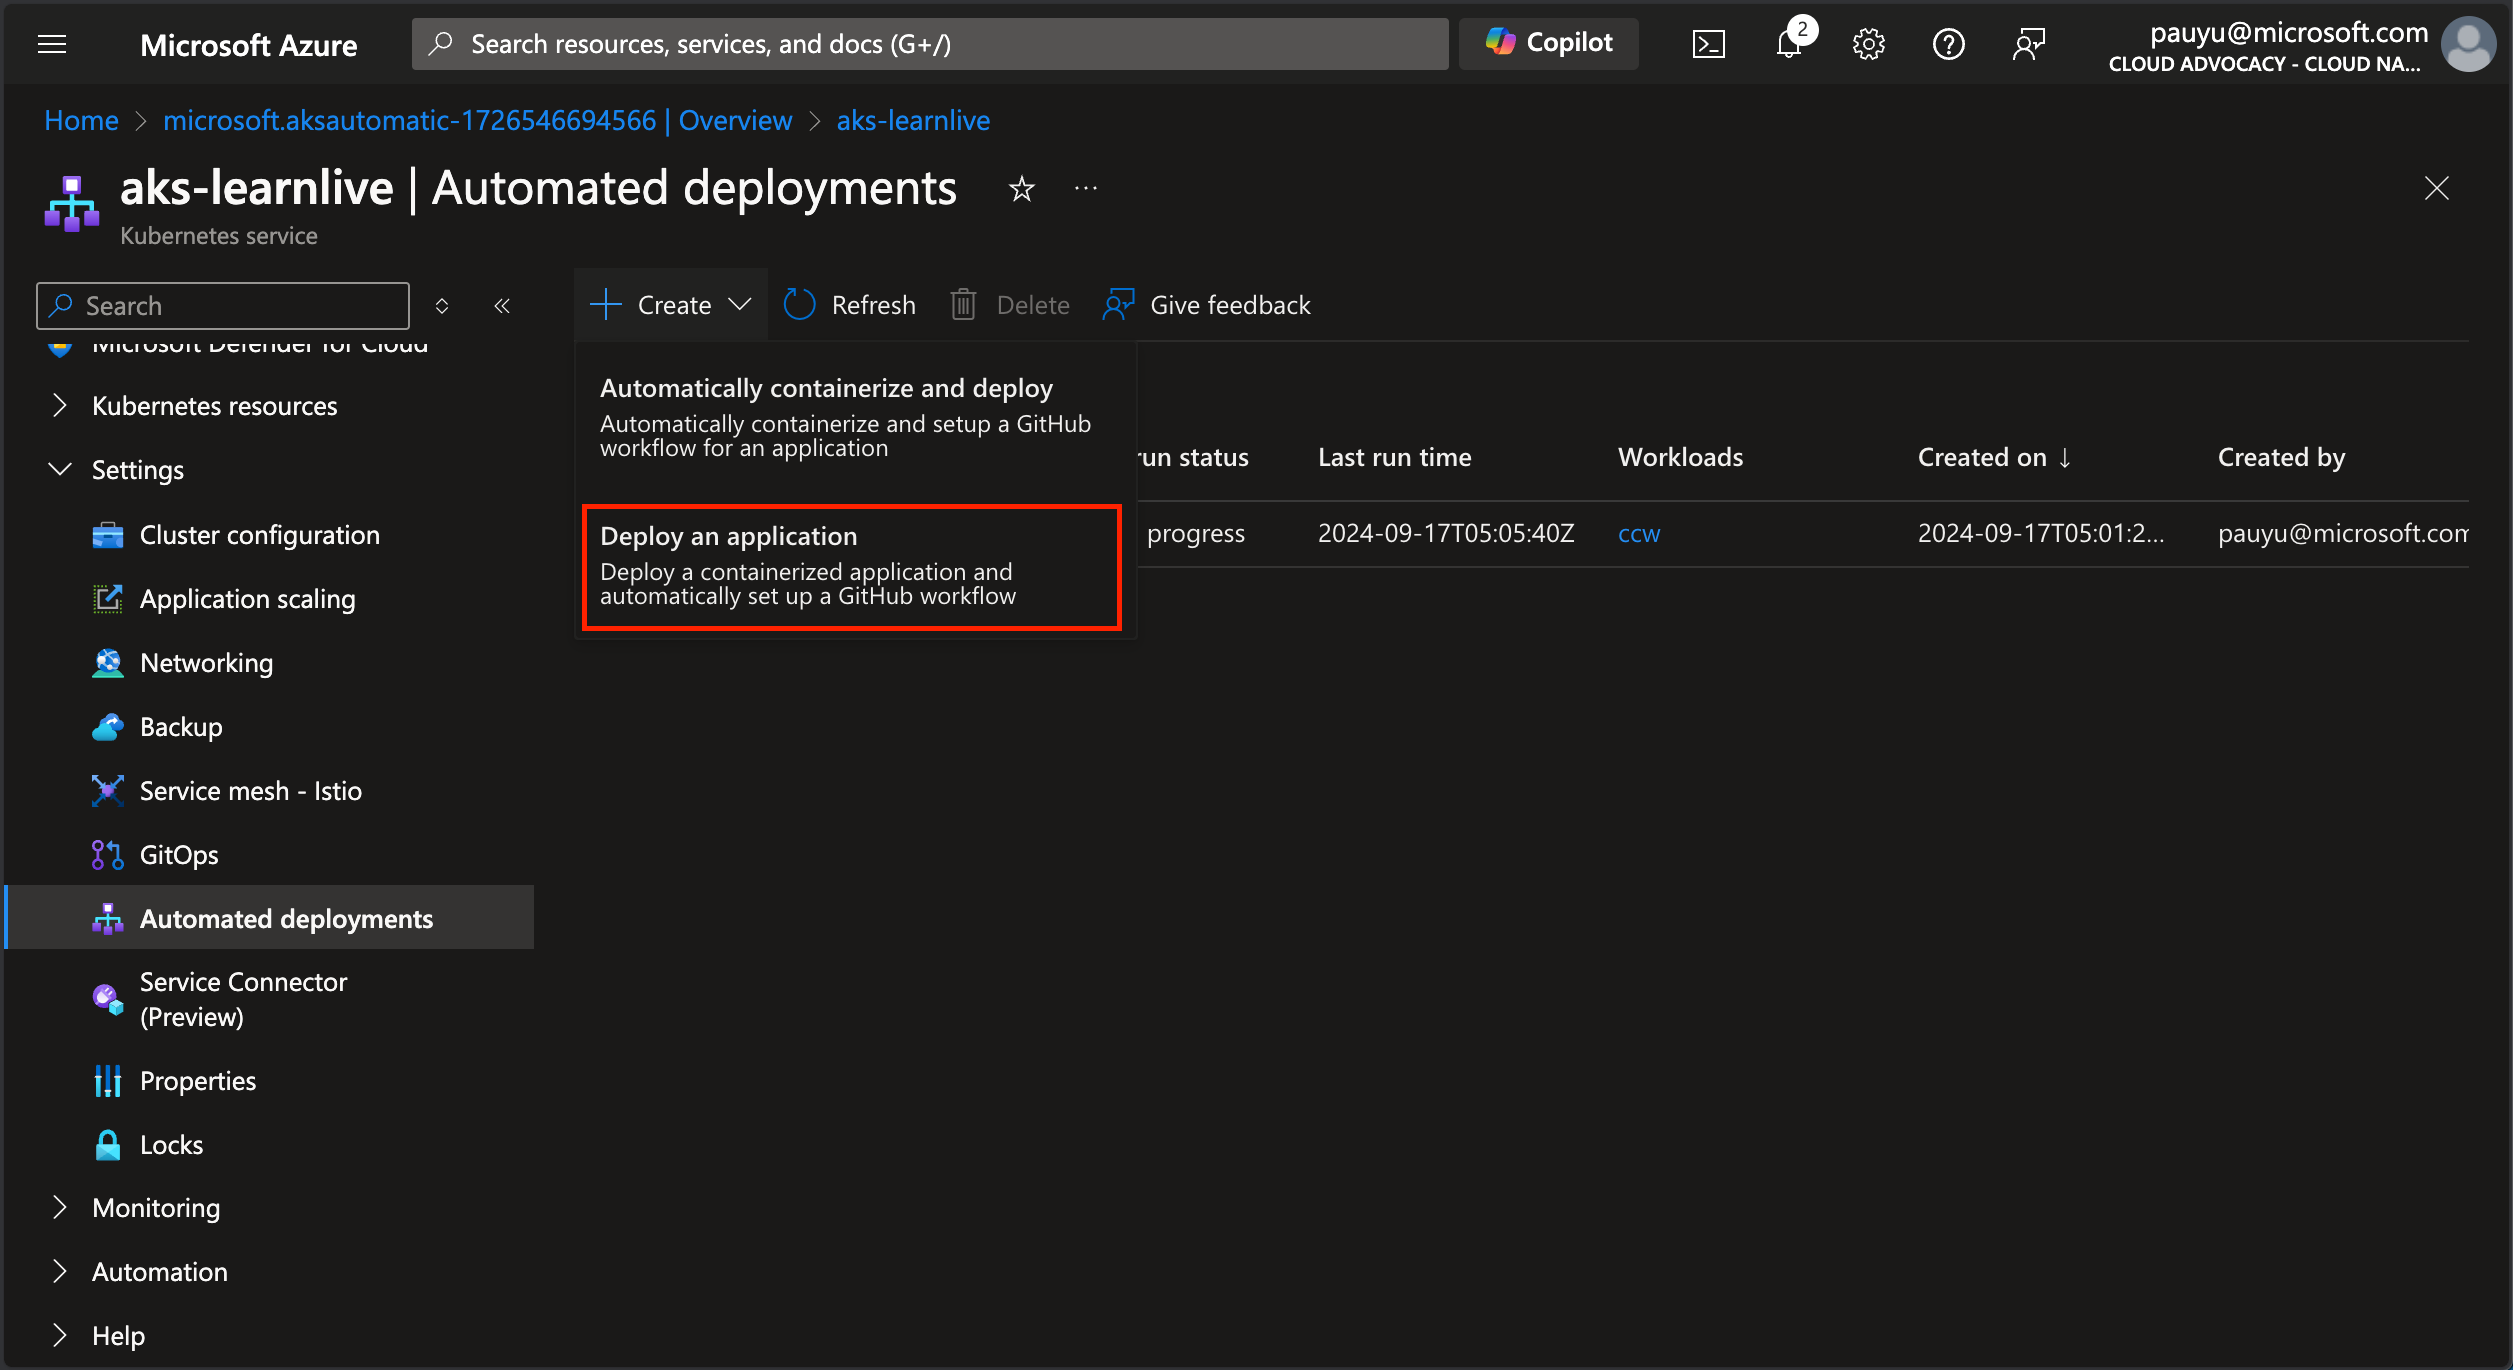 Microsoft Azure
Search resources, services, and docs (G+/)
Copilot
2
pauyu@microsoft.com
CLOUD ADVOCACY - CLOUD NA...
Home > microsoft.aksautomatic-1726546694566 | Overview > aks-learnlive
aks-learnlive | Automated deployments
Kubernetes service
Search
Microsoft Defender for Cloud
Kubernetes resources
Settings
Cluster configuration
Application scaling
Networking
Backup
Service mesh - Istio
GitOps
Automated deployments
Service Connector
(Preview)
Properties
Locks
Monitoring
Automation
Help
Create
Refresh
Delete
Give feedback
Automatically containerize and deploy
Automatically containerize and setup a GitHub
workflow for an application
Deploy an application
Deploy a containerized application and
automatically set up a GitHub workflow
run status
Last run time
Workloads
Created on ↓
Created by
progress
2024-09-17T05:05:40Z
ccw
2024-09-17T05:01:2...
pauyu@microsoft.com